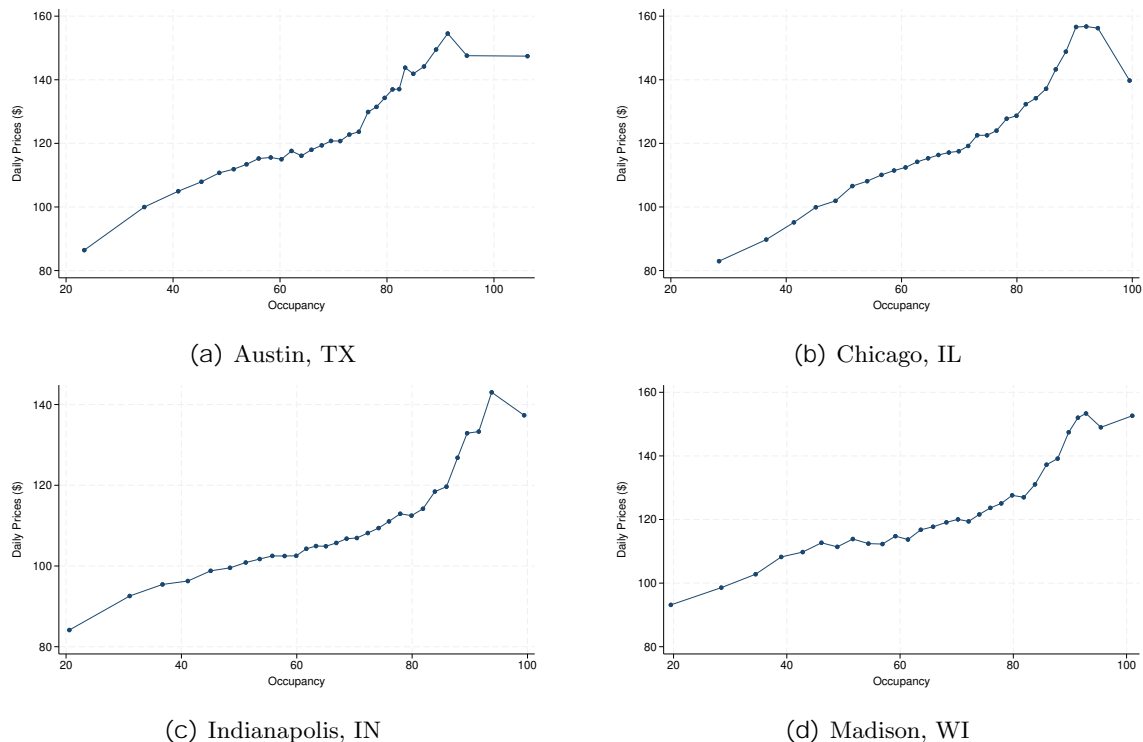 160
140
120
100
80
Daily Prices ($)
20 40 60 80 100
Occupancy
(a) Austin, TX
160
140
120
100
80
Daily Prices ($)
20 40 60 80 100
Occupancy
(b) Chicago, IL
140
120
100
80
Daily Prices ($)
20 40 60 80 100
Occupancy
(c) Indianapolis, IN
160
140
120
100
80
Daily Prices ($)
20 40 60 80 100
Occupancy
(d) Madison, WI